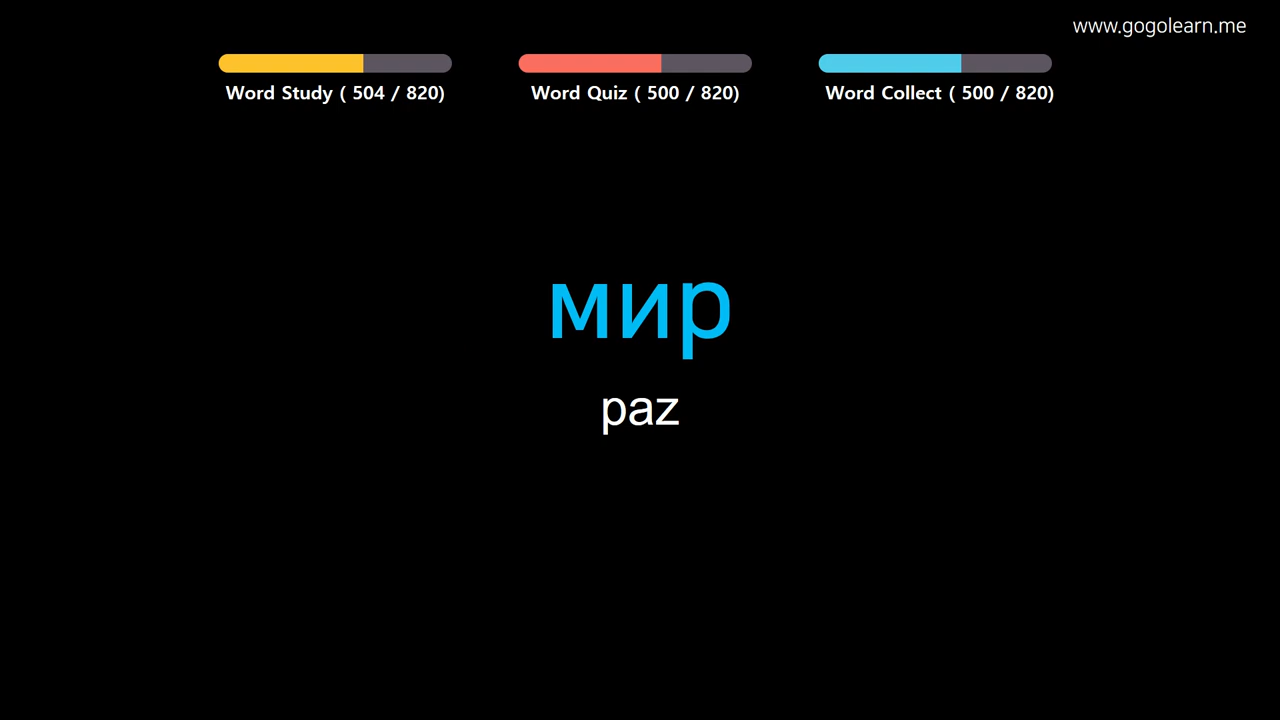 www.gogolearn.me
Word Study ( 504 / 820)
Word Quiz ( 500 / 820)
Word Collect ( 500 / 820)
мир
paz